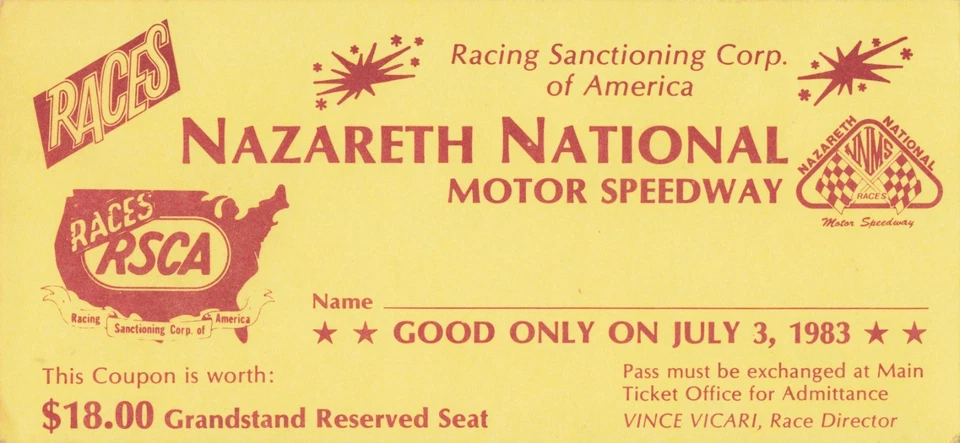 RACES
Racing Sanctioning Corp.
of America
NAZARETH NATIONAL
MOTOR SPEEDWAY
NAZARETH NATIONAL
NNMS
RACES
Motor Speedway
RACES
RSCA
Racing Sanctioning Corp. of America
Name
★ ★ GOOD ONLY ON JULY 3, 1983 ★ ★
This Coupon is worth:
$18.00 Grandstand Reserved Seat
Pass must be exchanged at Main
Ticket Office for Admittance
VINCE VICARI, Race Director